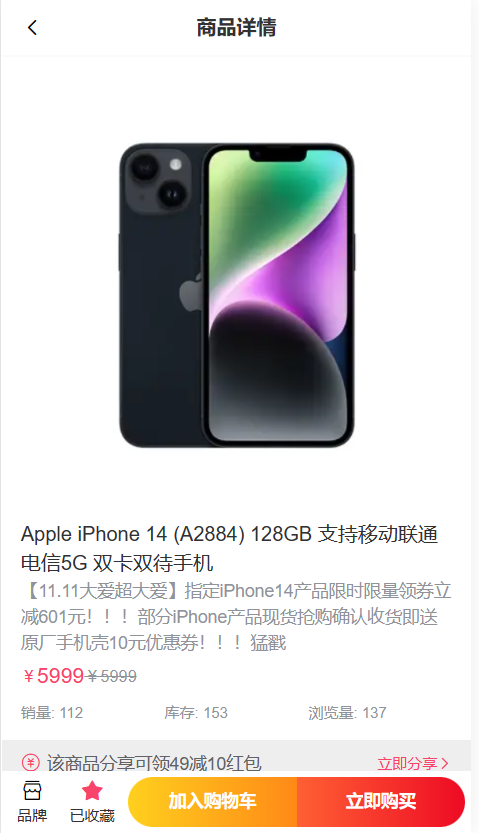 商品详情
Apple iPhone 14 (A2884) 128GB 支持移动联通
电信5G 双卡双待手机
【11.11大爱超大爱】指定iPhone14产品限时限量领券立
减601元！！！部分iPhone产品现货抢购确认收货即送
原厂手机壳10元优惠券！！！猛戳
￥5999￥5999
销量: 112 库存: 153 浏览量: 137
该商品分享可领49减10红包 立即分享
品牌 已收藏 加入购物车 立即购买